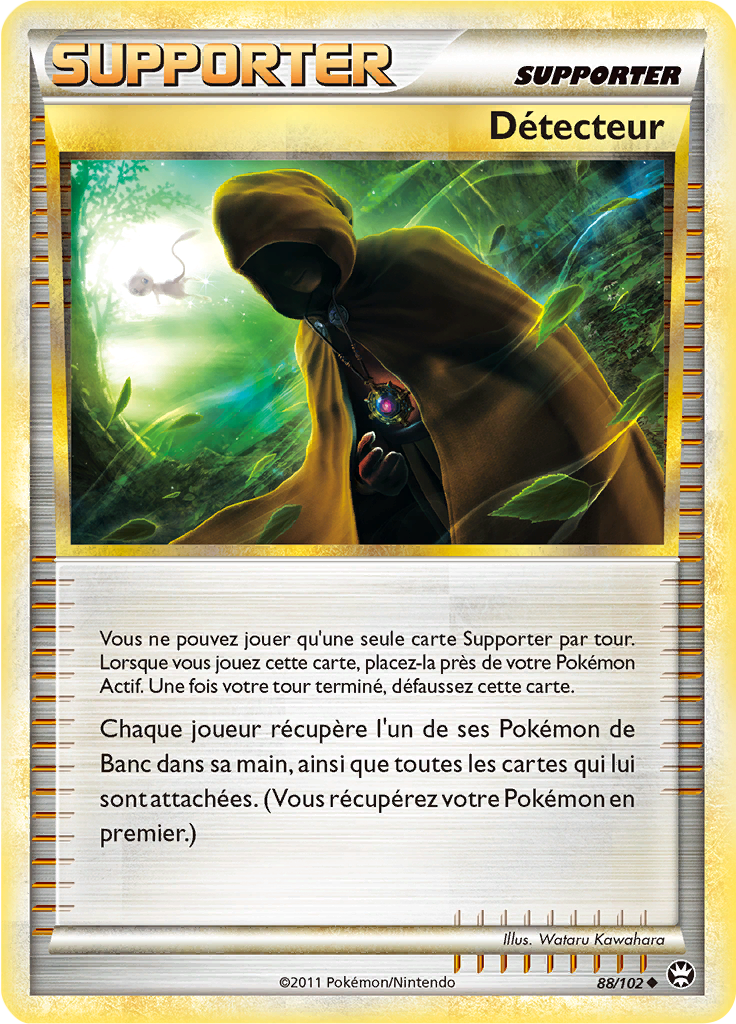 SUPPORTER
SUPPORTER
Détecteur
Vous ne pouvez jouer qu'une seule carte Supporter par tour.
Lorsque vous jouez cette carte, placez-la près de votre Pokémon
Actif. Une fois votre tour terminé, défaussez cette carte.
Chaque joueur récupère l'un de ses Pokémon de
Banc dans sa main, ainsi que toutes les cartes qui lui
sont attachées. (Vous récupérez votre Pokémon en
premier.)
Illus. Wataru Kawahara
©2011 Pokémon/Nintendo
88/102